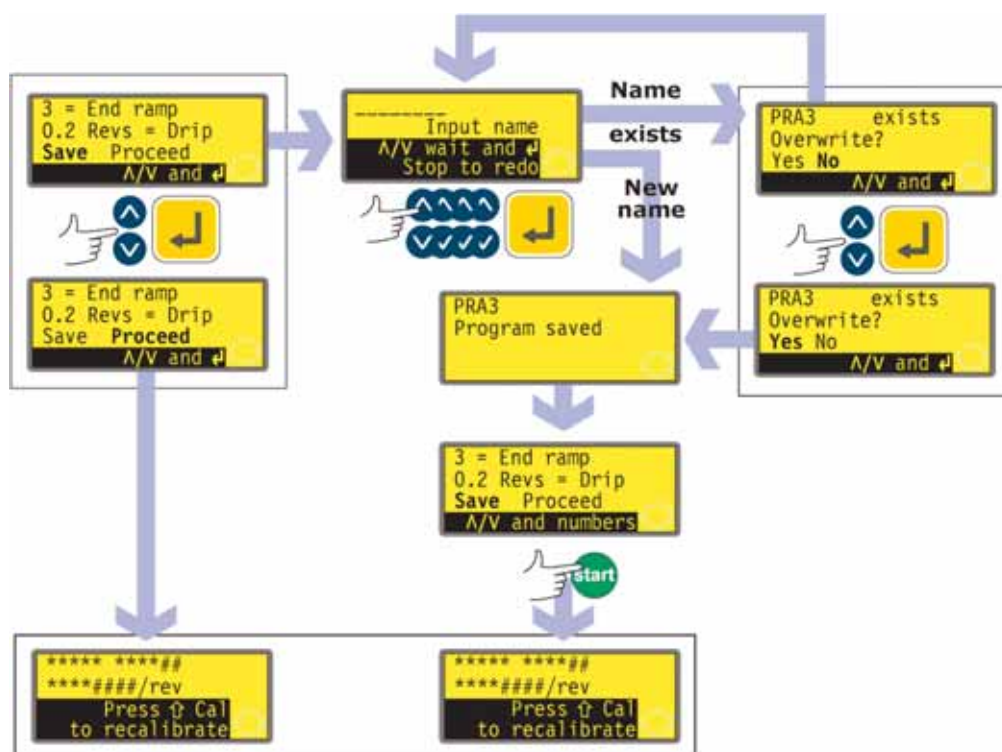 3 = End ramp
0.2 Revs = Drip
Save Proceed
∧/∨ and ↵
3 = End ramp
0.2 Revs = Drip
Save Proceed
∧/∨ and ↵
_______
Input name
∧/∨ wait and ↵
Stop to redo
Name
exists
New
name
PRA3 exists
Overwrite?
Yes No
∧/∨ and ↵
PRA3 exists
Overwrite?
Yes No
∧/∨ and ↵
PRA3
Program saved
3 = End ramp
0.2 Revs = Drip
Save Proceed
∧/∨ and numbers
start
***** ****##
****####/rev
Press ⇧ Cal
to recalibrate
***** ****##
****####/rev
Press ⇧ Cal
to recalibrate